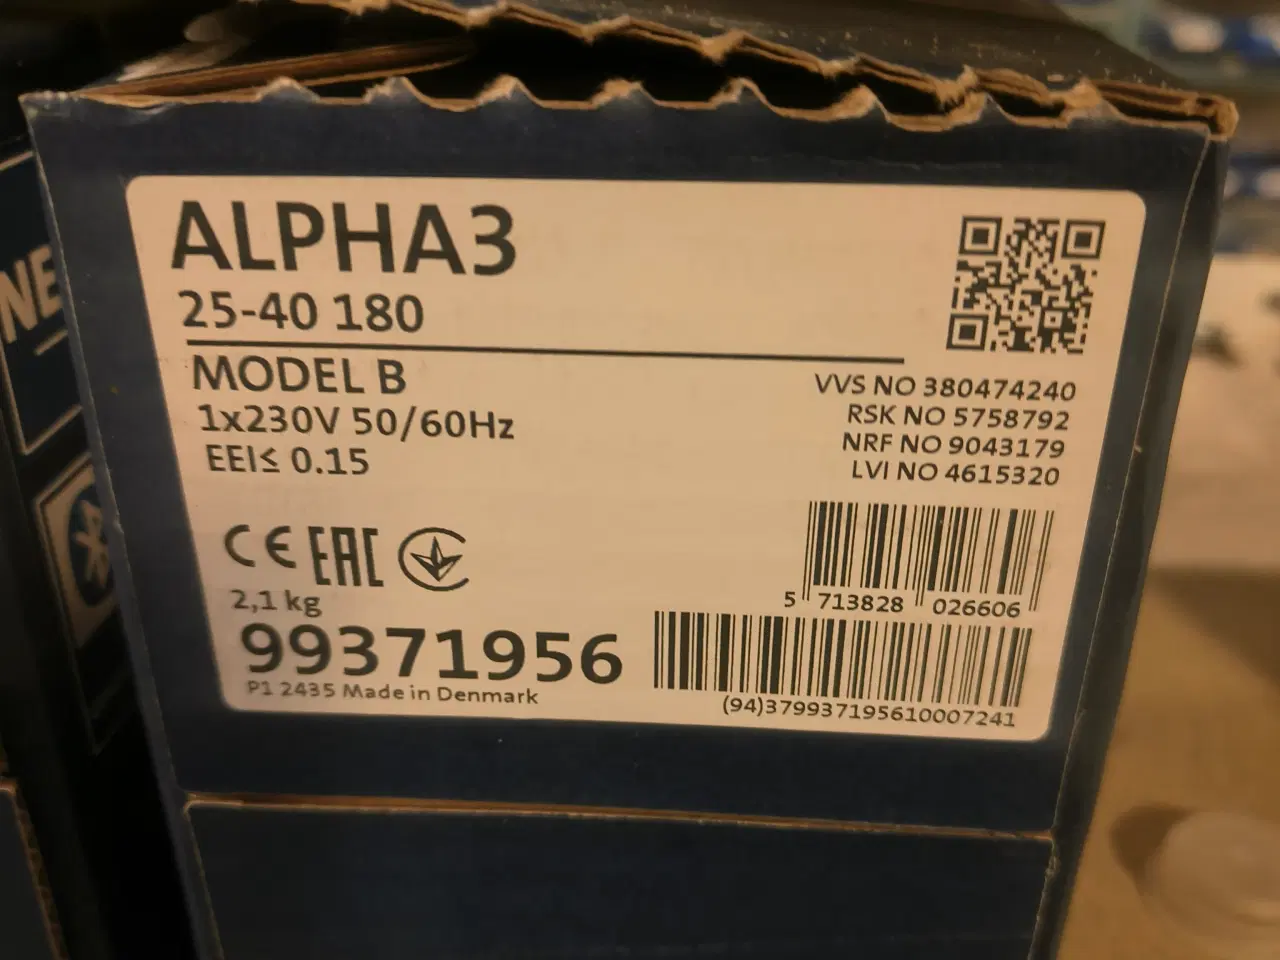 ALPHA3
25-40 180
MODEL B
1x230V 50/60Hz
EEI≤ 0.15
VVS NO 380474240
RSK NO 5758792
NRF NO 9043179
LVI NO 4615320
CE EAC
2,1 kg
99371956
P1 2435 Made in Denmark
5 713828 026606
(94)379937195610007241
NE